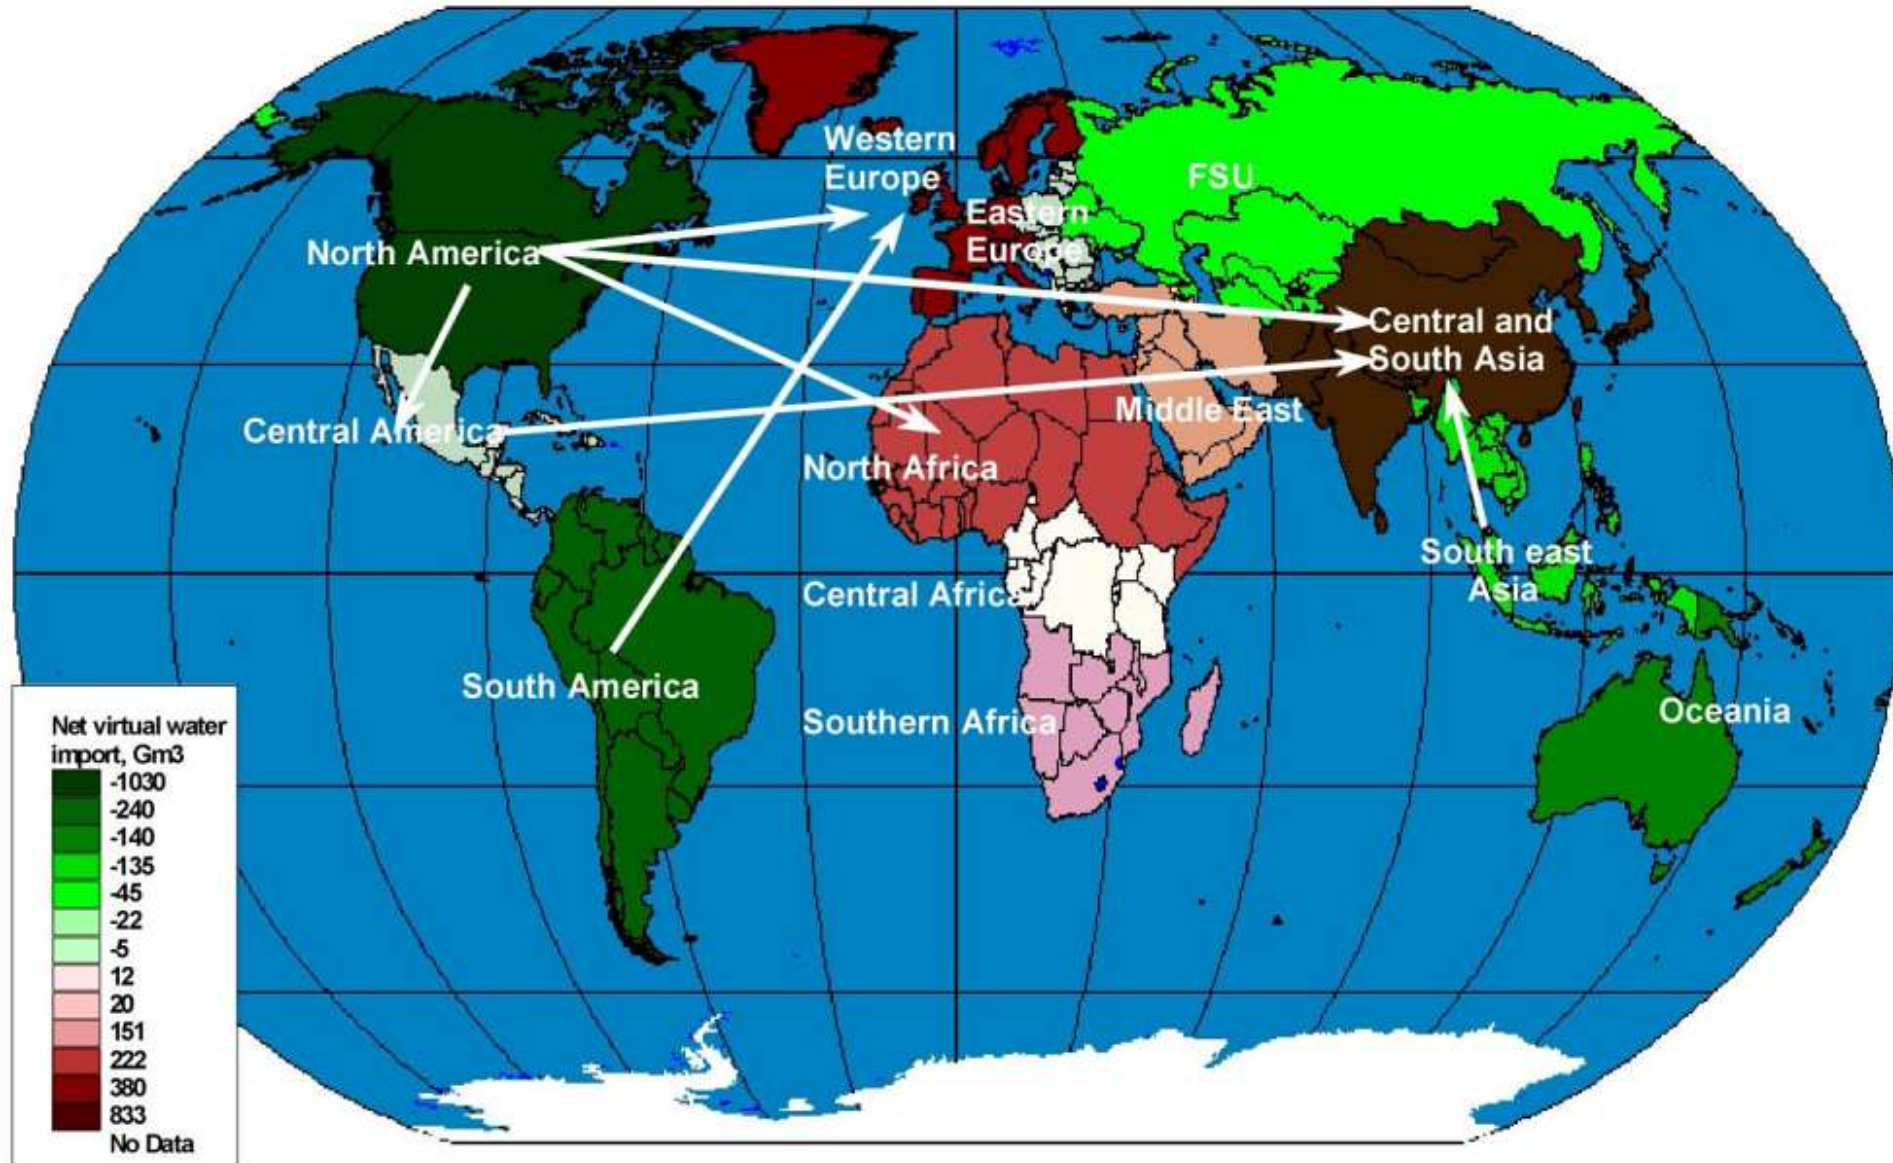 Western
Europe
FSU
Eastern
Europe
North America
Central and
South Asia
Central America
Middle East
North Africa
South east
Asia
Central Africa
South America
Southern Africa
Oceania
Net virtual water
import, Gm3
-1030
-240
-140
-135
-45
-22
-5
12
20
151
222
380
833
No Data